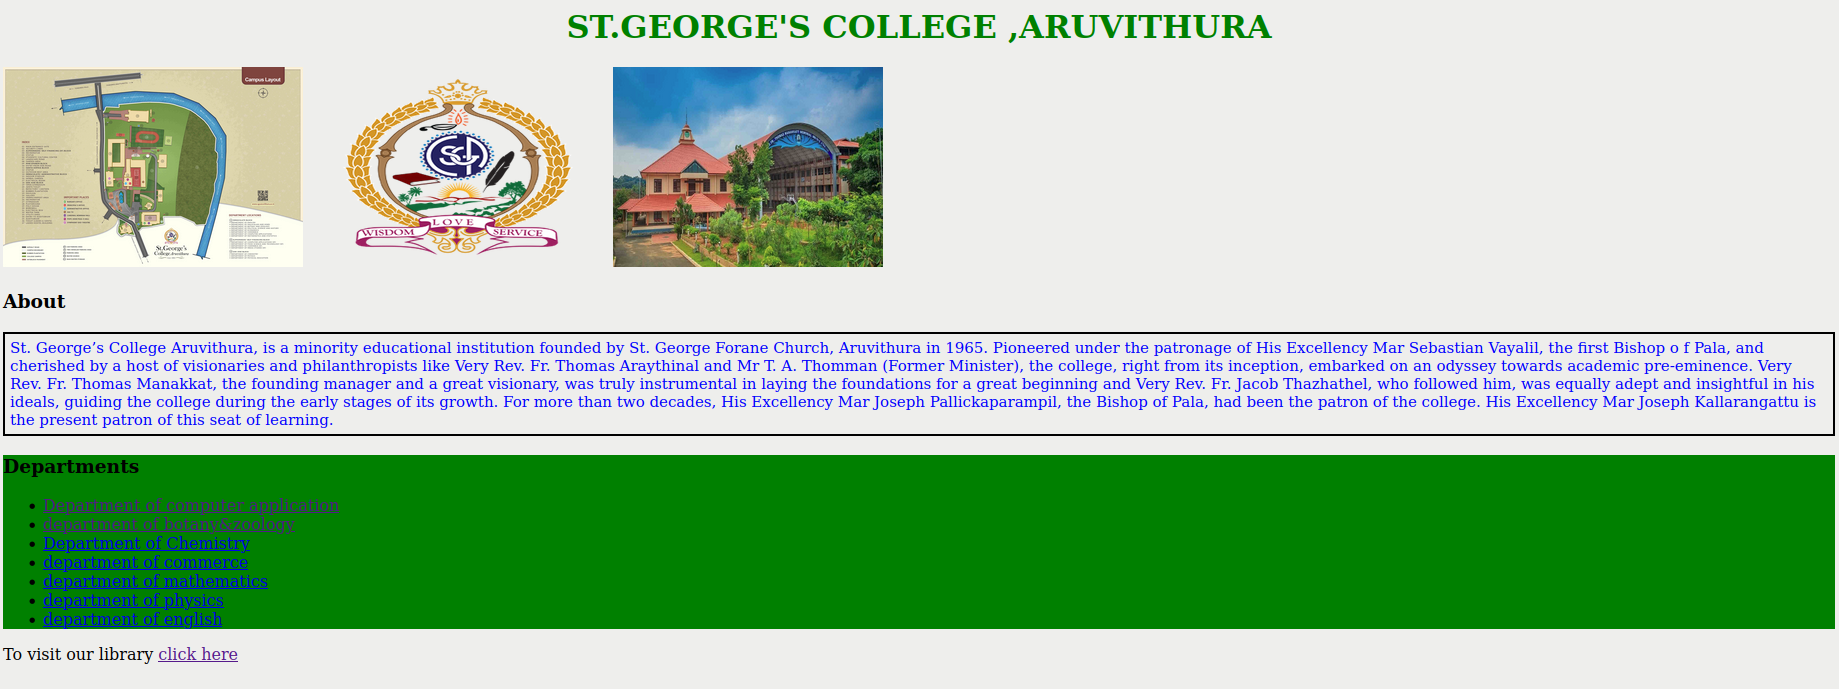 ST.GEORGE'S COLLEGE ,ARUVITHURA
Campus Layout
St.George's
College Aruvithura
LOVE
WISDOM
SERVICE
About
St. George’s College Aruvithura, is a minority educational institution founded by St. George Forane Church, Aruvithura in 1965. Pioneered under the patronage of His Excellency Mar Sebastian Vayalil, the first Bishop o f Pala, and
cherished by a host of visionaries and philanthropists like Very Rev. Fr. Thomas Araythinal and Mr T. A. Thomman (Former Minister), the college, right from its inception, embarked on an odyssey towards academic pre-eminence. Very
Rev. Fr. Thomas Manakkat, the founding manager and a great visionary, was truly instrumental in laying the foundations for a great beginning and Very Rev. Fr. Jacob Thazhathel, who followed him, was equally adept and insightful in his
ideals, guiding the college during the early stages of its growth. For more than two decades, His Excellency Mar Joseph Pallickaparampil, the Bishop of Pala, had been the patron of the college. His Excellency Mar Joseph Kallarangattu is
the present patron of this seat of learning.
Departments
Department of computer application
department of botany&zoology
Department of Chemistry
department of commerce
department of mathematics
department of physics
department of english
To visit our library click here